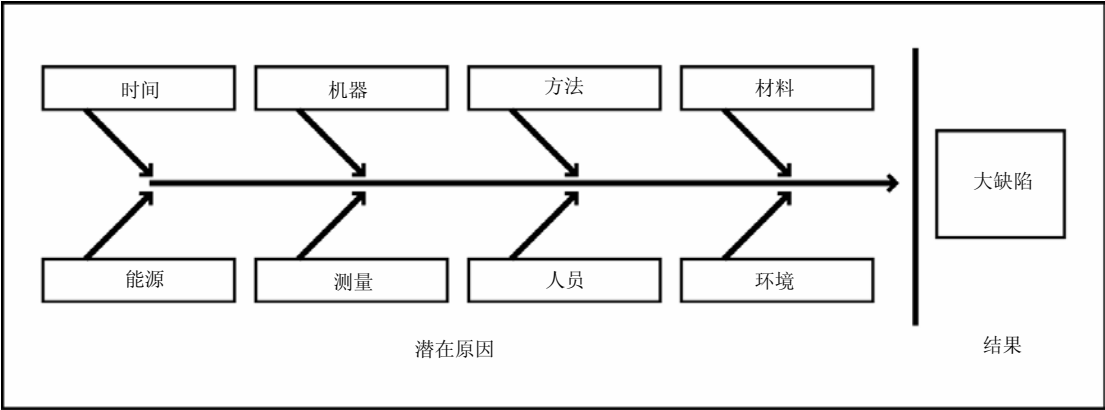 时间
机器
方法
材料
大缺陷
能源
测量
人员
环境
潜在原因
结果